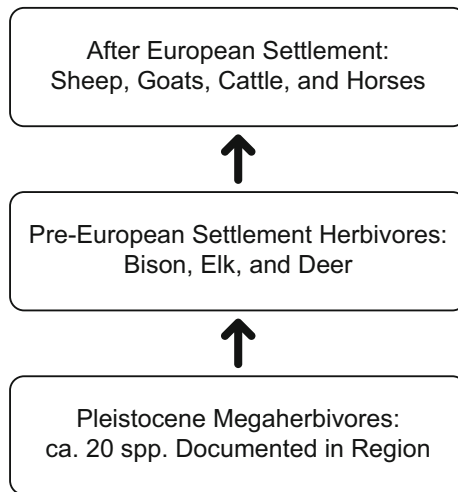 After European Settlement:
Sheep, Goats, Cattle, and Horses
Pre-European Settlement Herbivores:
Bison, Elk, and Deer
Pleistocene Megaherbivores:
ca. 20 spp. Documented in Region